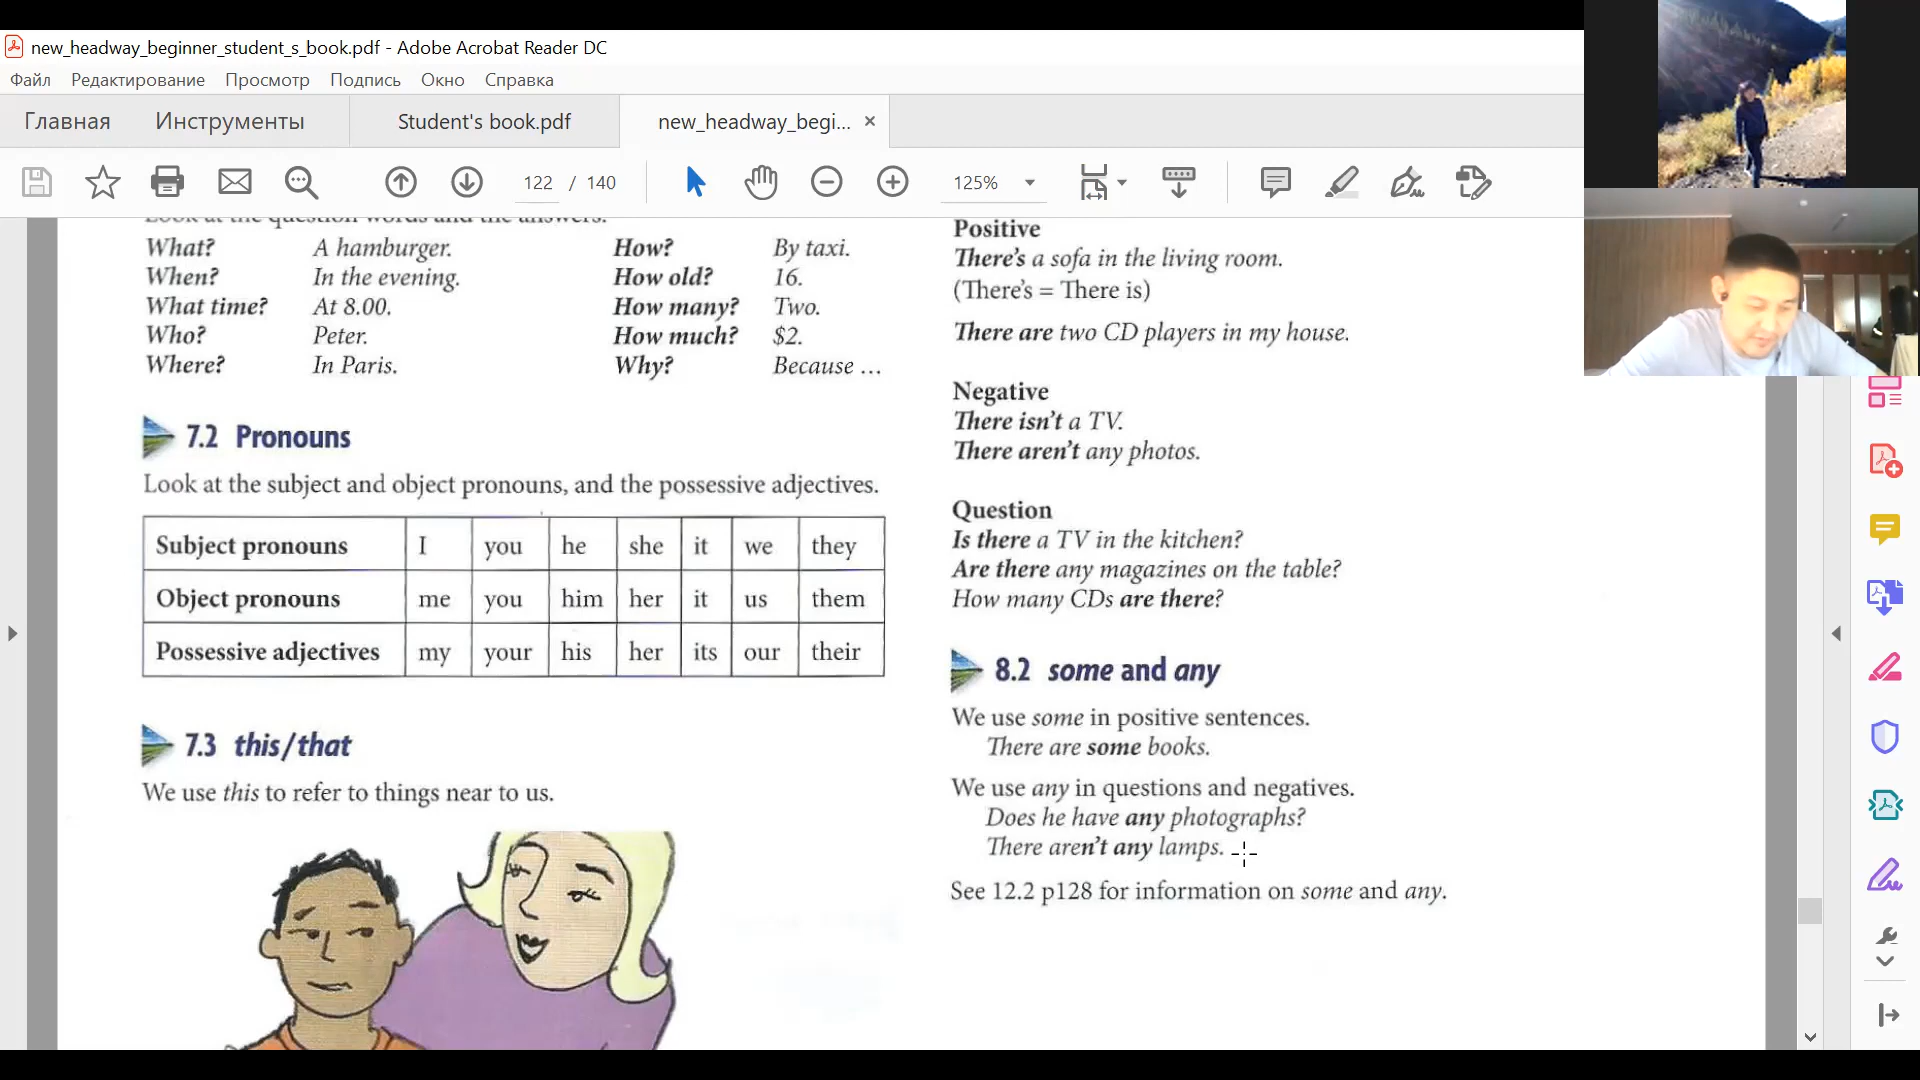 new_headway_beginner_student_s_book.pdf - Adobe Acrobat Reader DC
Файл Редактирование Просмотр Подпись Окно Справка
Главная Инструменты Student's book.pdf new_headway_begi... ×
122 / 140 125%
Look at the question words and the answers.
What? A hamburger. How? By taxi.
When? In the evening. How old? 16.
What time? At 8.00. How many? Two.
Who? Peter. How much? $2.
Where? In Paris. Why? Because …
7.2 Pronouns
Look at the subject and object pronouns, and the possessive adjectives.
Subject pronouns I you he she it we they
Object pronouns me you him her it us them
Possessive adjectives my your his her its our their
7.3 this/that
We use this to refer to things near to us.
Positive
There's a sofa in the living room.
(There's = There is)
There are two CD players in my house.
Negative
There isn't a TV.
There aren't any photos.
Question
Is there a TV in the kitchen?
Are there any magazines on the table?
How many CDs are there?
8.2 some and any
We use some in positive sentences.
There are some books.
We use any in questions and negatives.
Does he have any photographs?
There aren't any lamps.
See 12.2 p128 for information on some and any.